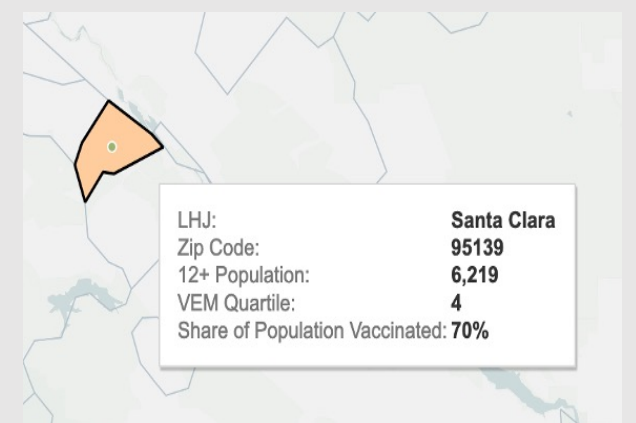 LHJ: Santa Clara
Zip Code: 95139
12+ Population: 6,219
VEM Quartile: 4
Share of Population Vaccinated: 70%